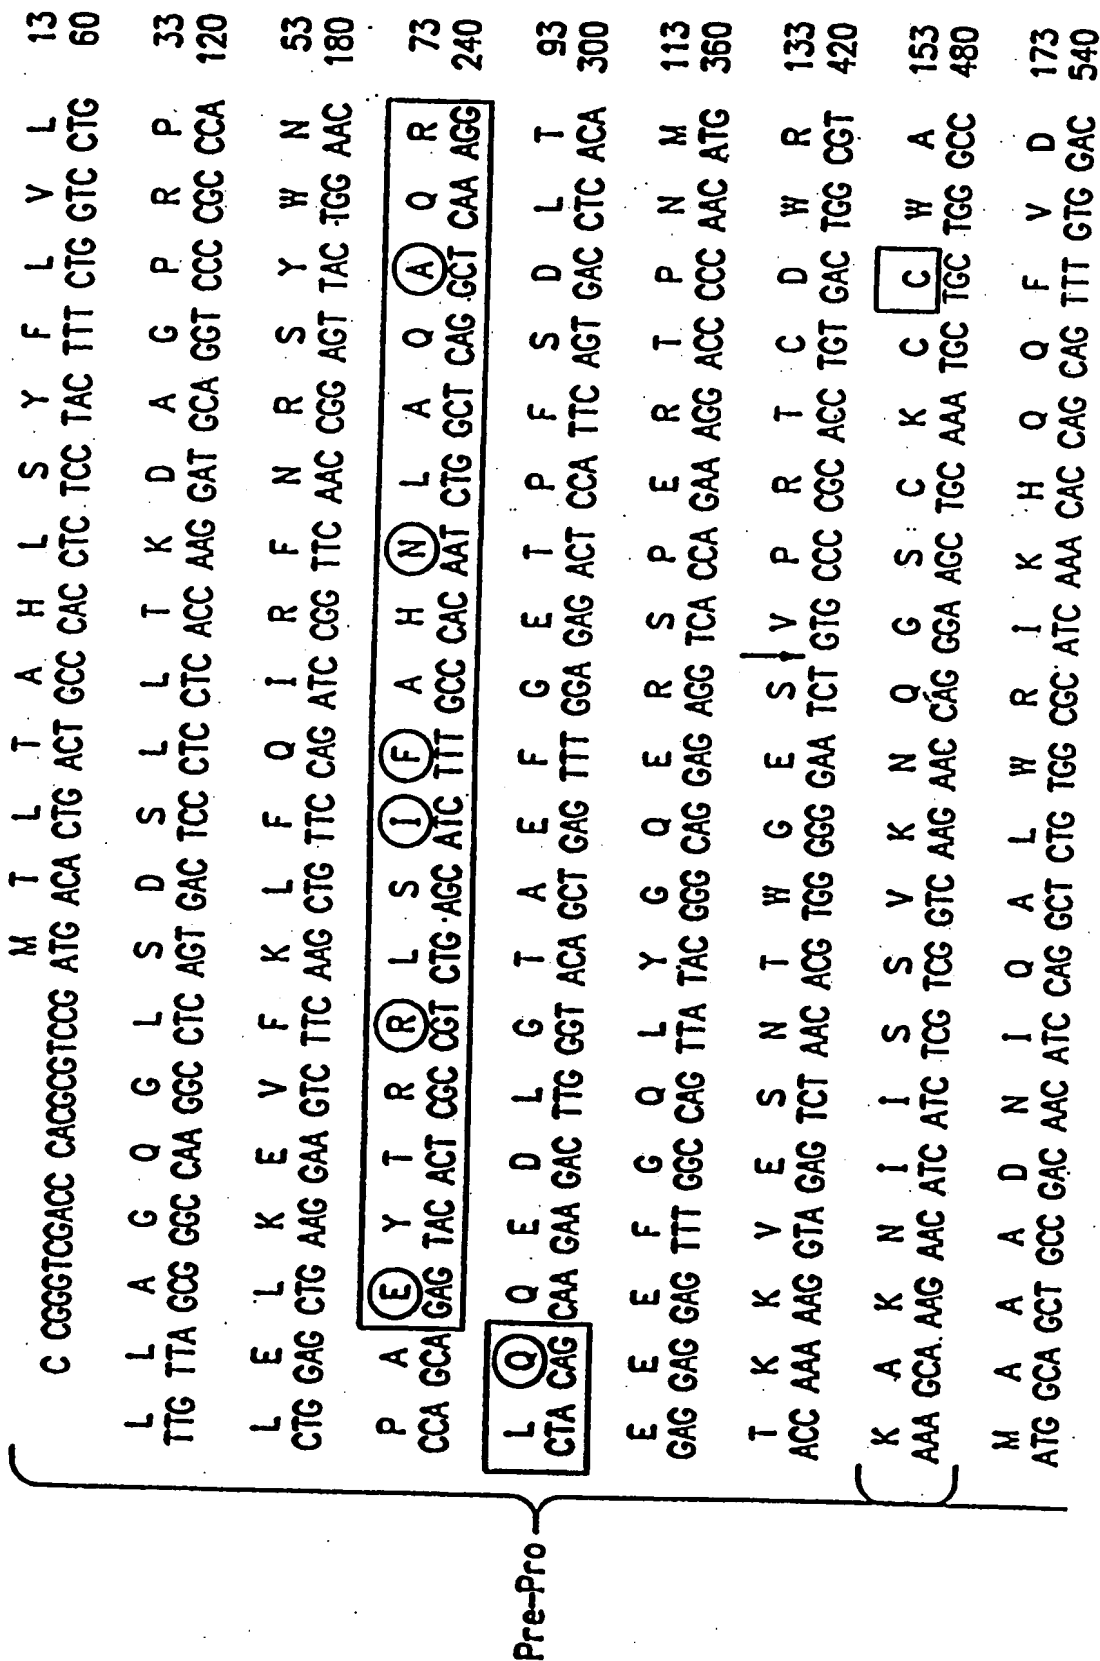 M T L T A H L S Y F L V L 13
C CGGGTCGACC CACGCGTCCG ATG ACA CTG ACT GCC CAC CTC TCC TAC TTT CTG GTC CTG 60
L L A G Q G L S D S L L T K D A G P R P 33
TTG TTA GCG GGC CAA GGC CTC AGT GAC TCC CTC CTC ACC AAG GAT GCA GGT CCC CGC CCA 120
L E L K E V F K L F Q I R F N R S Y W N 53
CTG GAG CTG AAG GAA GTC TTC AAG CTG TTC CAG ATC CGG TTC AAC CGG AGT TAC TGG AAC 180
P A E Y T R R L S I F A H N L A Q A Q R 73
CCA GCA GAG TAC ACT CGC CGT CTG AGC ATC TTT GCC CAC AAT CTG GCT CAG GCT CAA AGG 240
L Q Q E D L G T A E F G E T P F S D L T 93
CTA CAG CAA GAA GAC TTG GGT ACA GCT GAG TTT GGA GAG ACT CCA TTC AGT GAC CTC ACA 300
Pre-Pro
E E E F G Q L Y G Q E R S P E R T P N M 113
GAG GAG GAG TTT GGC CAG TTA TAC GGG CAG GAG AGG TCA CCA GAA AGG ACC CCC AAC ATG 360
T K K V E S N T W G E S V P R T C D W R 133
ACC AAA AAG GTA GAG TCT AAC ACG TGG GGG GAA TCT GTG CCC CGC ACC TGT GAC TGG CGT 420
K A K N I I S S V K N Q G S C K C C W A 153
AAA GCA AAG AAC ATC ATC TCG TCG GTC AAG AAC CAG GGA AGC TGC AAA TGC TGC TGG GCC 480
M A A A D N I Q A L W R I K H Q Q F V D 173
ATG GCA GCT GCC GAC AAC ATC CAG GCT CTG TGG CGC ATC AAA CAC CAG CAG TTT GTG GAC 540